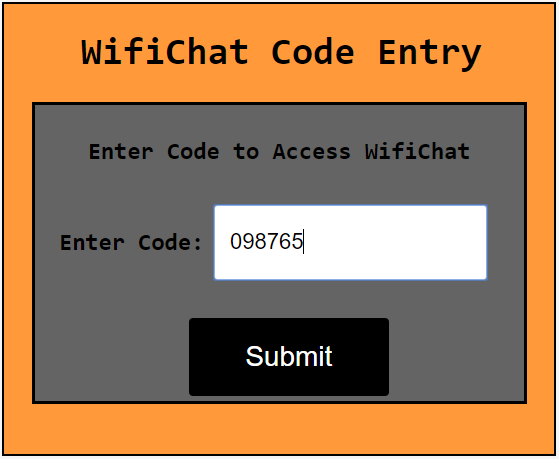 WifiChat Code Entry
Enter Code to Access WifiChat
Enter Code: 098765
Submit